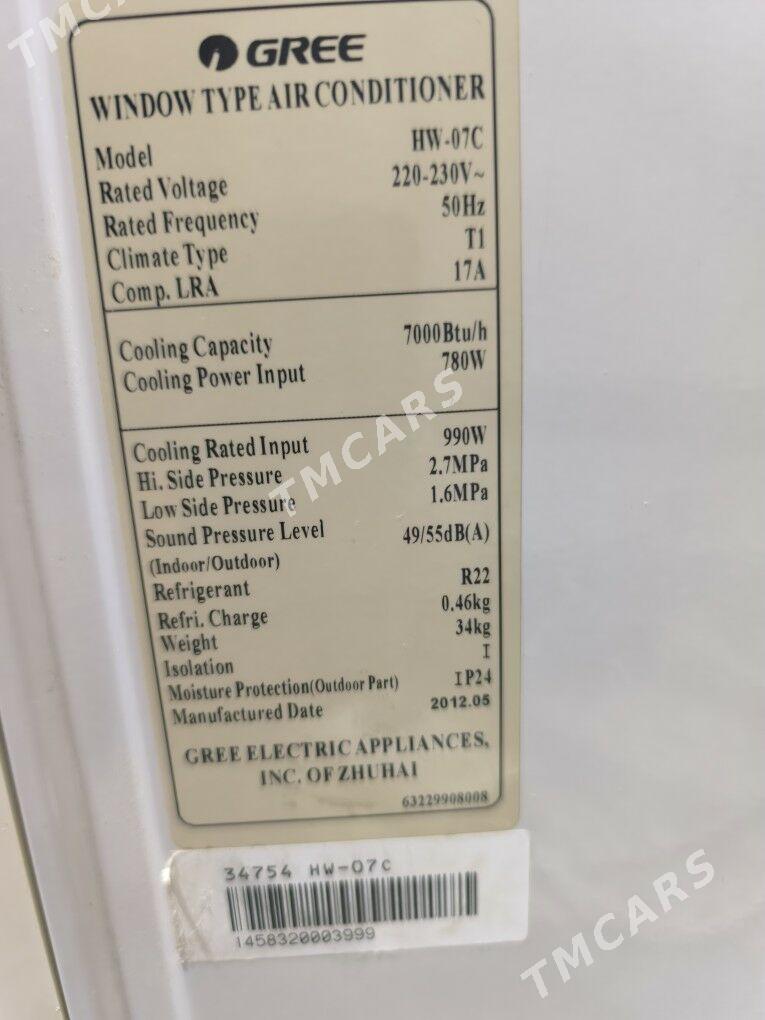 TMCARS
GREE
WINDOW TYPE AIR CONDITIONER
Model HW-07C
Rated Voltage 220-230V~
Rated Frequency 50Hz
Climate Type T1
Comp. LRA 17A
Cooling Capacity 7000Btu/h
Cooling Power Input 780W
Cooling Rated Input 990W
Hi. Side Pressure 2.7MPa
Low Side Pressure 1.6MPa
Sound Pressure Level 49/55dB(A)
(Indoor/Outdoor)
Refrigerant R22
Refri. Charge 0.46kg
Weight 34kg
Isolation I
Moisture Protection(Outdoor Part) IP24
Manufactured Date 2012.05
GREE ELECTRIC APPLIANCES,
INC. OF ZHUHAI
63229908008
34754 HW-07C
1458320003999
TMCARS
TMCARS